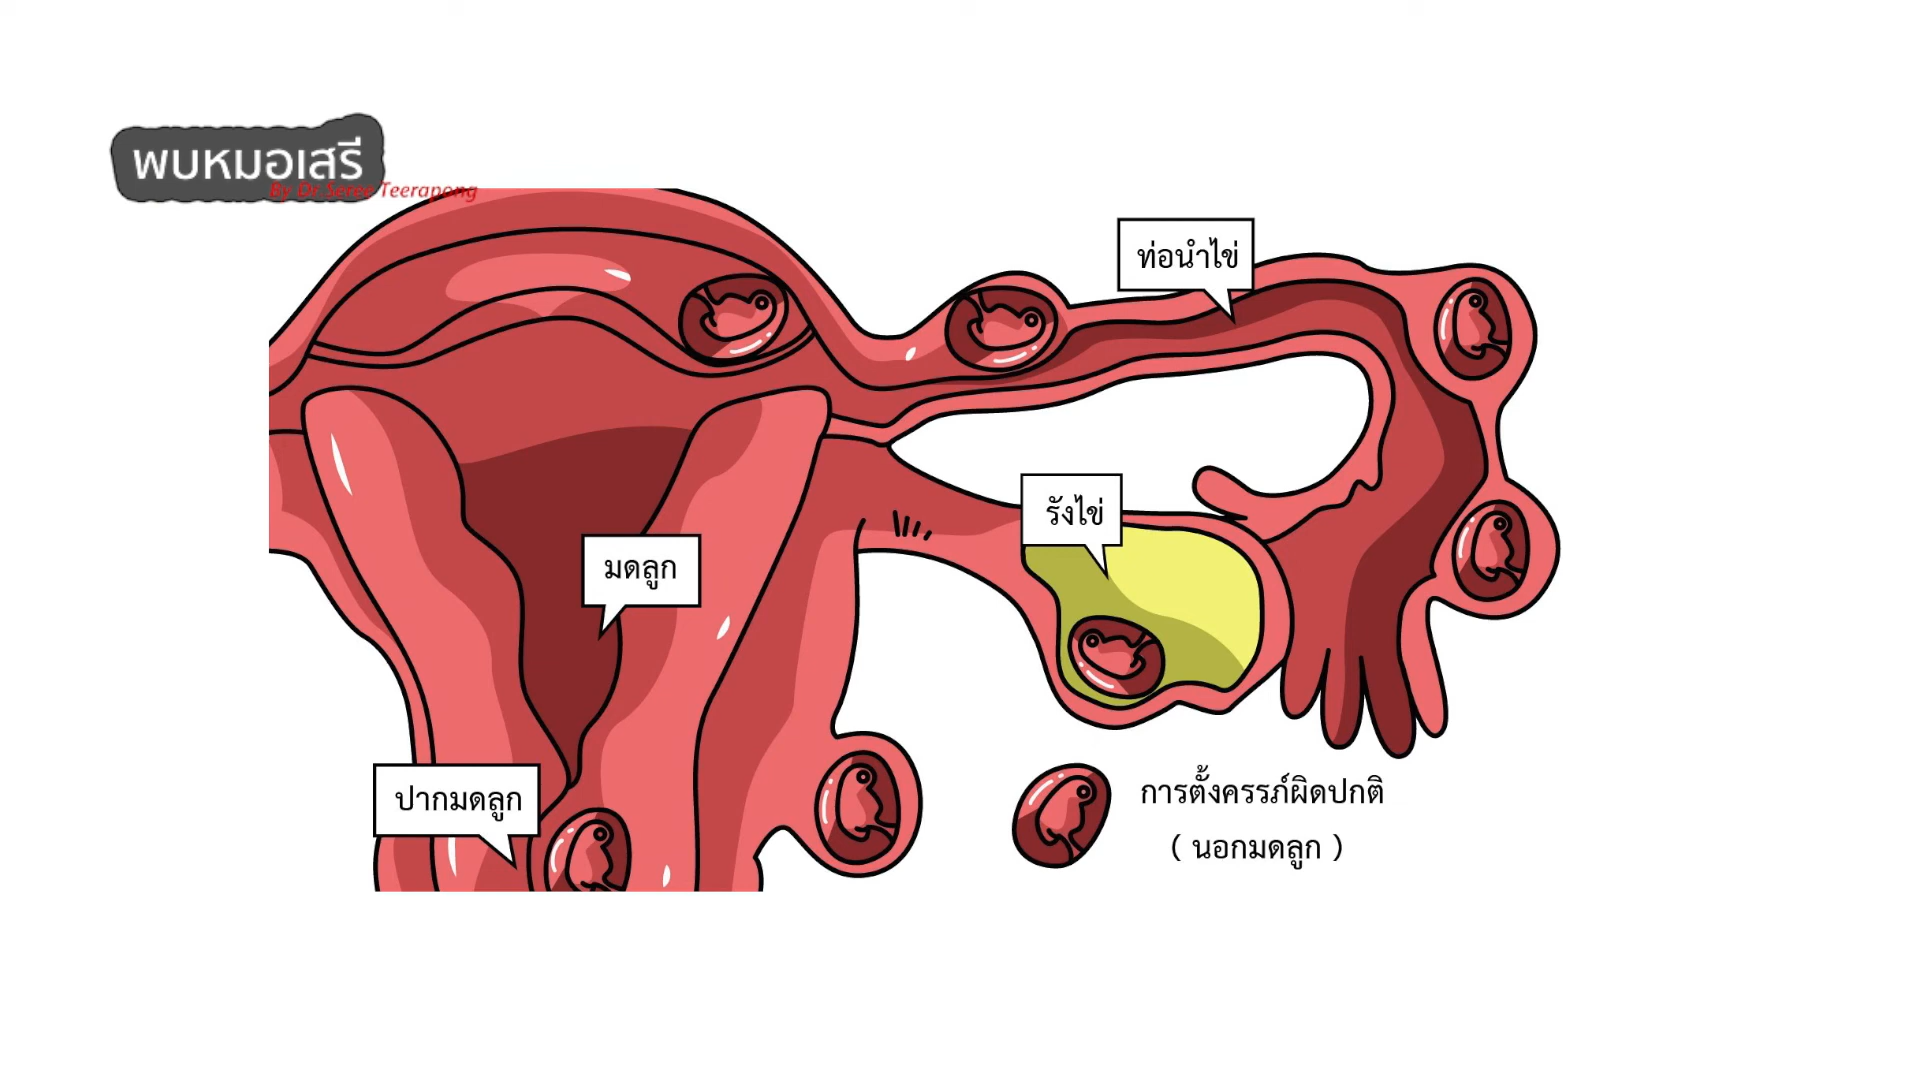 พบหมอเสรี
By Dr.Seree Teerapong
ท่อนำไข่
รังไข่
มดลูก
ปากมดลูก
การตั้งครรภ์ผิดปกติ
( นอกมดลูก )